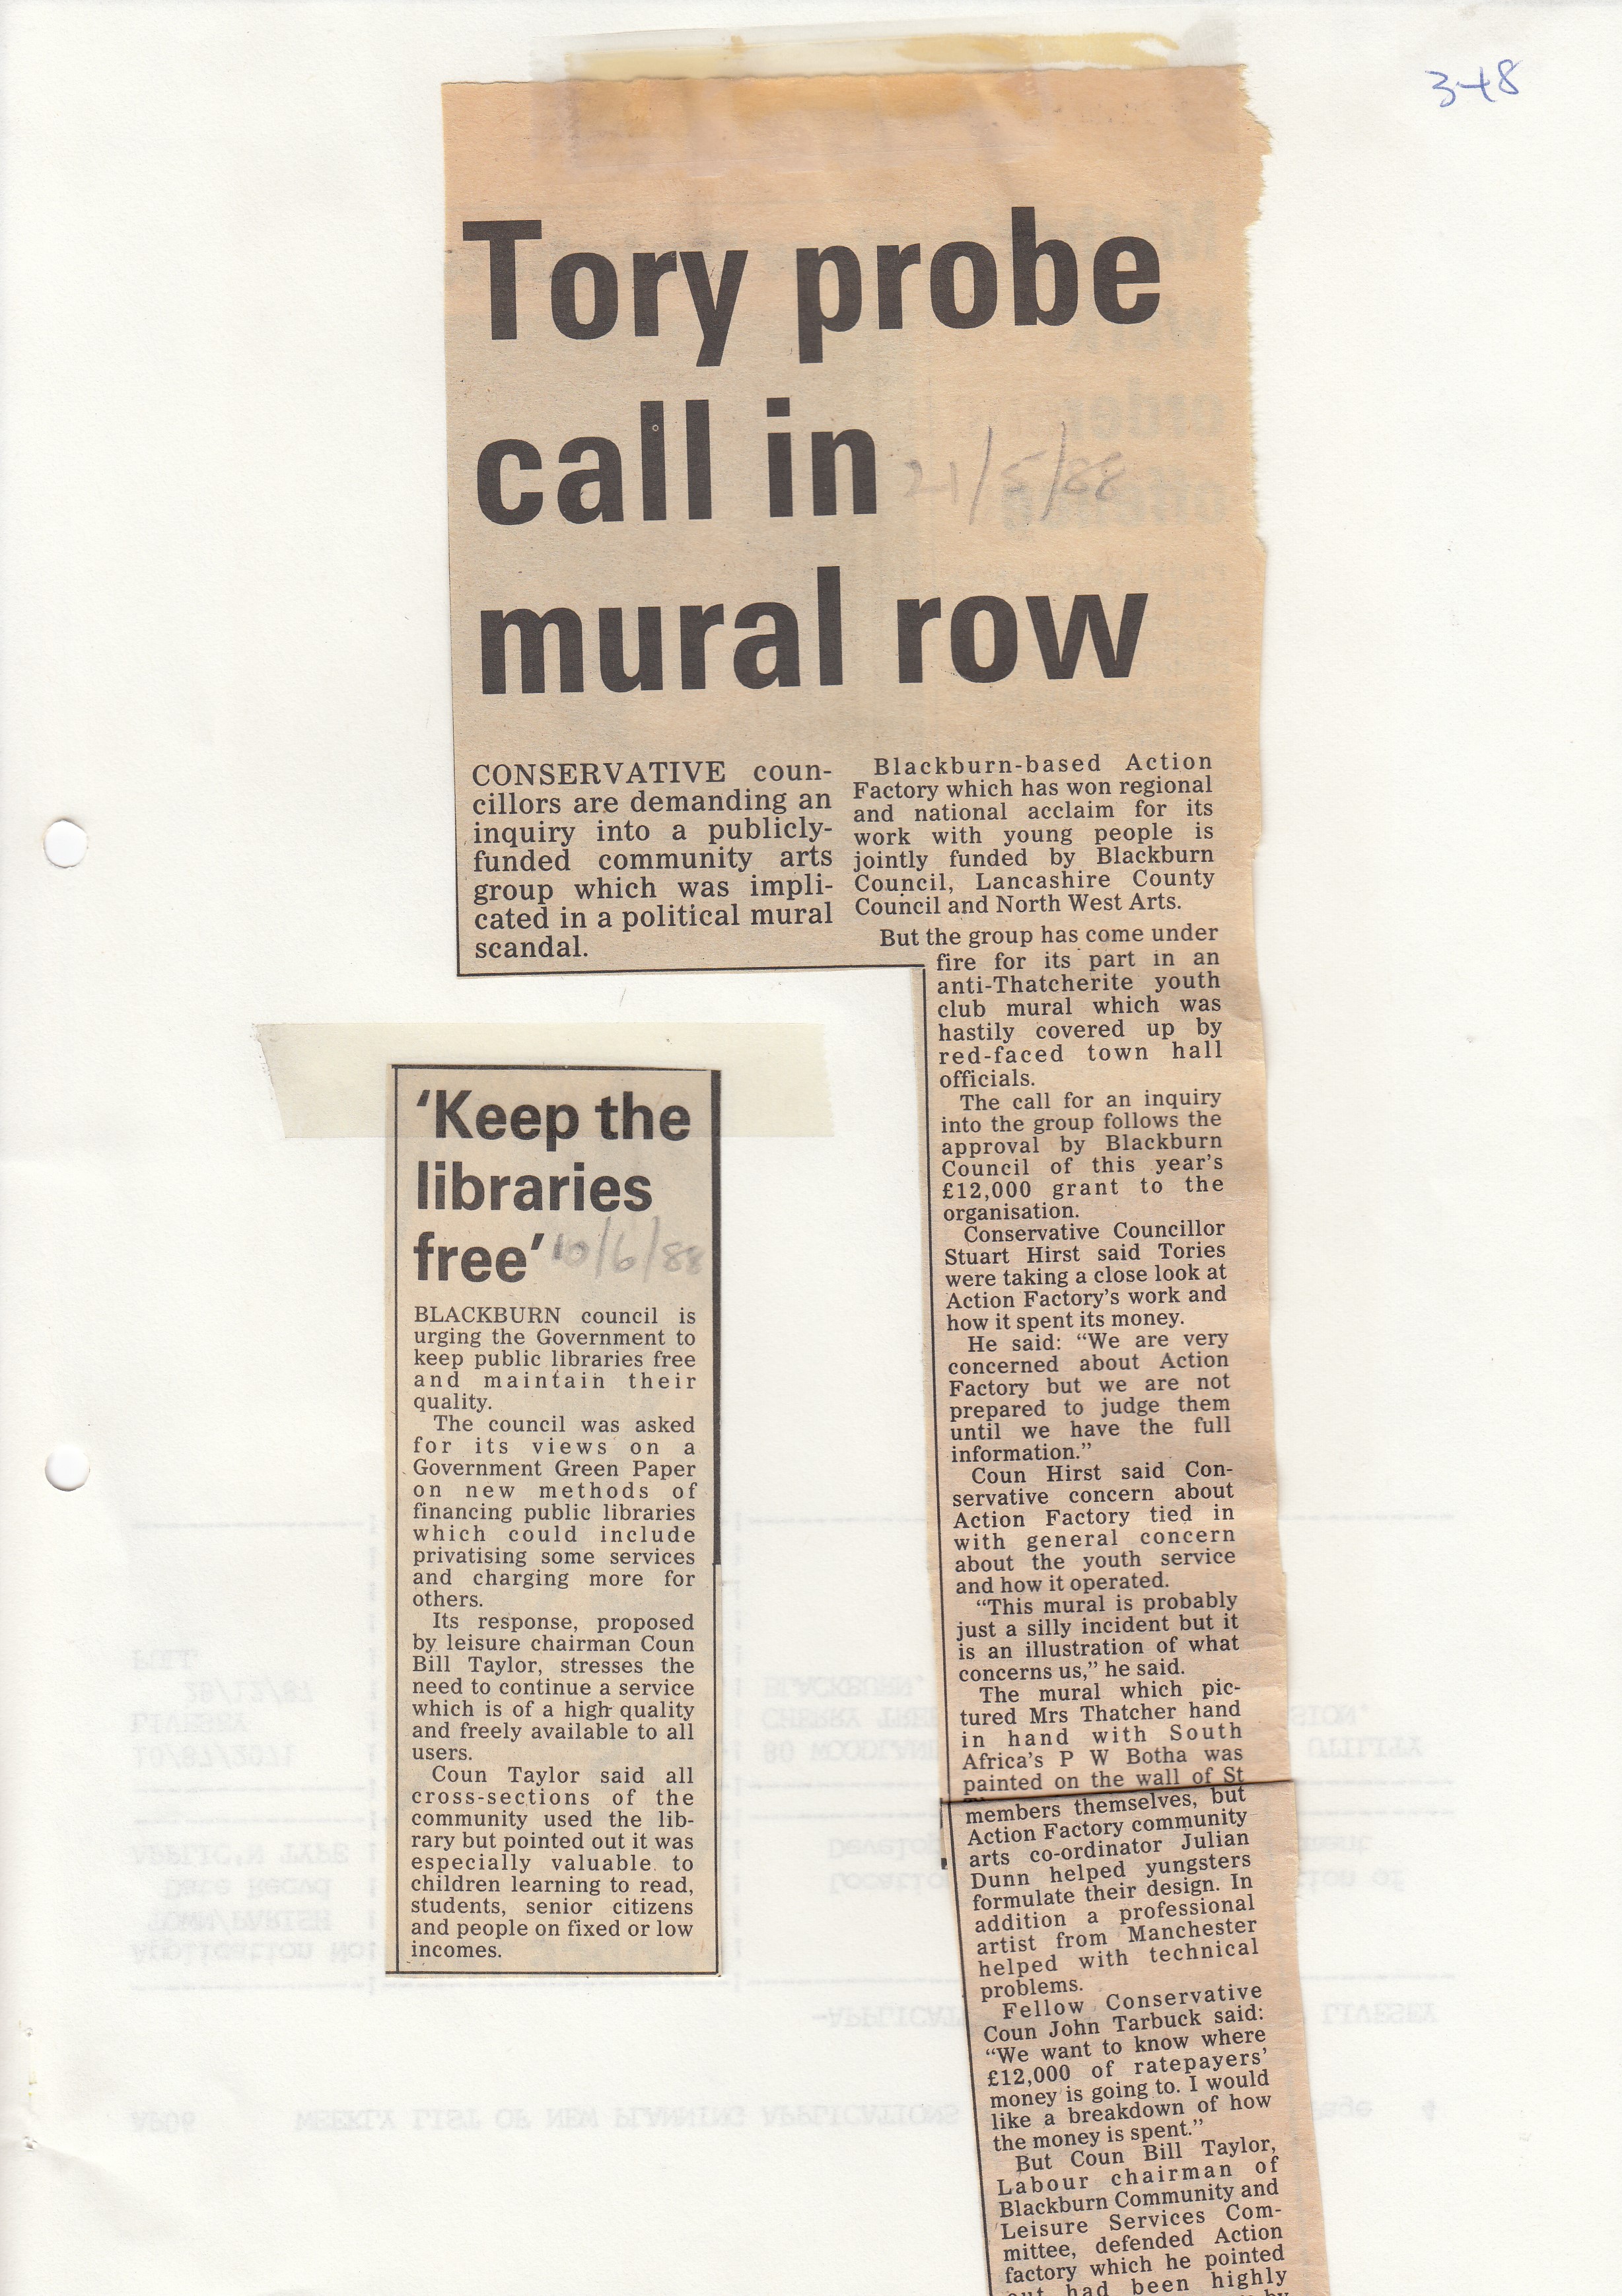 3-48
Tory probe
call in
mural row
21/5/88
CONSERVATIVE coun-
cillors are demanding an
inquiry into a publicly-
funded community arts
group which was impli-
cated in a political mural
scandal.
Blackburn-based Action
Factory which has won regional
and national acclaim for its
work with young people is
jointly funded by Blackburn
Council, Lancashire County
Council and North West Arts.
But the group has come under
fire for its part in an
anti-Thatcherite youth
club mural which was
hastily covered up by
red-faced town hall
officials.
The call for an inquiry
into the group follows the
approval by Blackburn
Council of this year's
£12,000 grant to the
organisation.
Conservative Councillor
Stuart Hirst said Tories
were taking a close look at
Action Factory's work and
how it spent its money.
He said: "We are very
concerned about Action
Factory but we are not
prepared to judge them
until we have the full
information."
Coun Hirst said Con-
servative concern about
Action Factory tied in
with general concern
about the youth service
and how it operated.
"This mural is probably
just a silly incident but it
is an illustration of what
concerns us," he said.
The mural which pic-
tured Mrs Thatcher hand
in hand with South
Africa's P W Botha was
painted on the wall of St
members themselves, but
Action Factory community
arts co-ordinator Julian
Dunn helped yungsters
formulate their design. In
addition a professional
artist from Manchester
helped with technical
problems.
Fellow Conservative
Coun John Tarbuck said:
"We want to know where
£12,000 of ratepayers'
money is going to. I would
like a breakdown of how
the money is spent."
But Coun Bill Taylor,
Labour chairman of
Blackburn Community and
Leisure Services Com-
mittee, defended Action
factory which he pointed
out had been highly
by
'Keep the
libraries
free'
10/6/88
BLACKBURN council is
urging the Government to
keep public libraries free
and maintain their
quality.
The council was asked
for its views on a
Government Green Paper
on new methods of
financing public libraries
which could include
privatising some services
and charging more for
others.
Its response, proposed
by leisure chairman Coun
Bill Taylor, stresses the
need to continue a service
which is of a high quality
and freely available to all
users.
Coun Taylor said all
cross-sections of the
community used the lib-
rary but pointed out it was
especially valuable to
children learning to read,
students, senior citizens
and people on fixed or low
incomes.